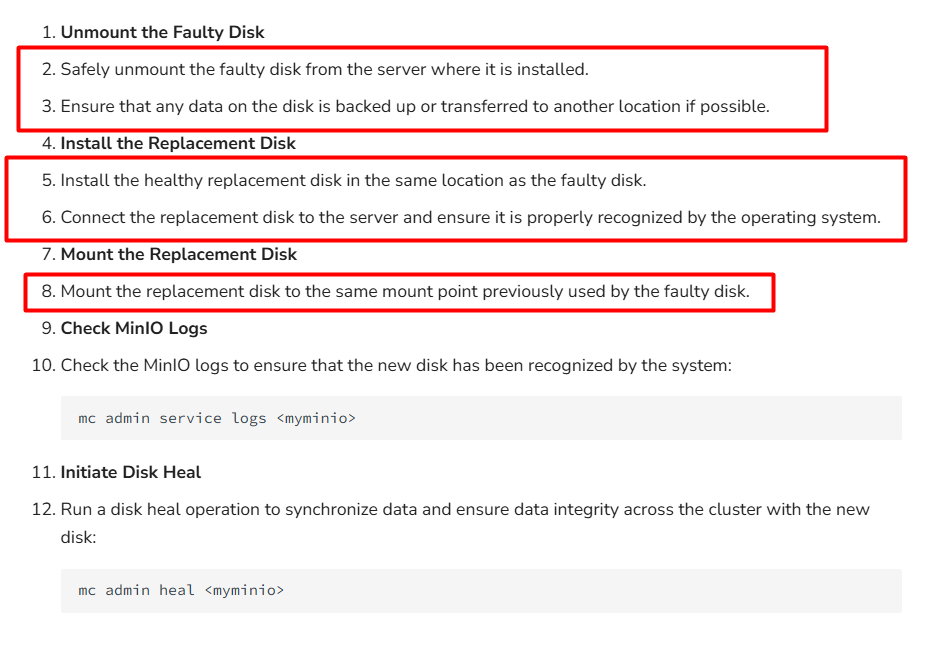 1. Unmount the Faulty Disk
2. Safely unmount the faulty disk from the server where it is installed.
3. Ensure that any data on the disk is backed up or transferred to another location if possible.
4. Install the Replacement Disk
5. Install the healthy replacement disk in the same location as the faulty disk.
6. Connect the replacement disk to the server and ensure it is properly recognized by the operating system.
7. Mount the Replacement Disk
8. Mount the replacement disk to the same mount point previously used by the faulty disk.
9. Check MinIO Logs
10. Check the MinIO logs to ensure that the new disk has been recognized by the system:
mc admin service logs <myminio>
11. Initiate Disk Heal
12. Run a disk heal operation to synchronize data and ensure data integrity across the cluster with the new
disk:
mc admin heal <myminio>